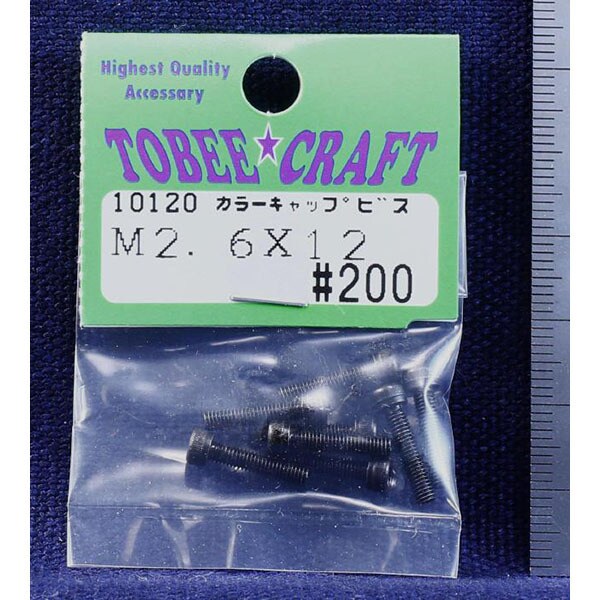 Highest Quality
Accessary
TOBEE★CRAFT
10120 カラーキャップビス
M2. 6X12
#200